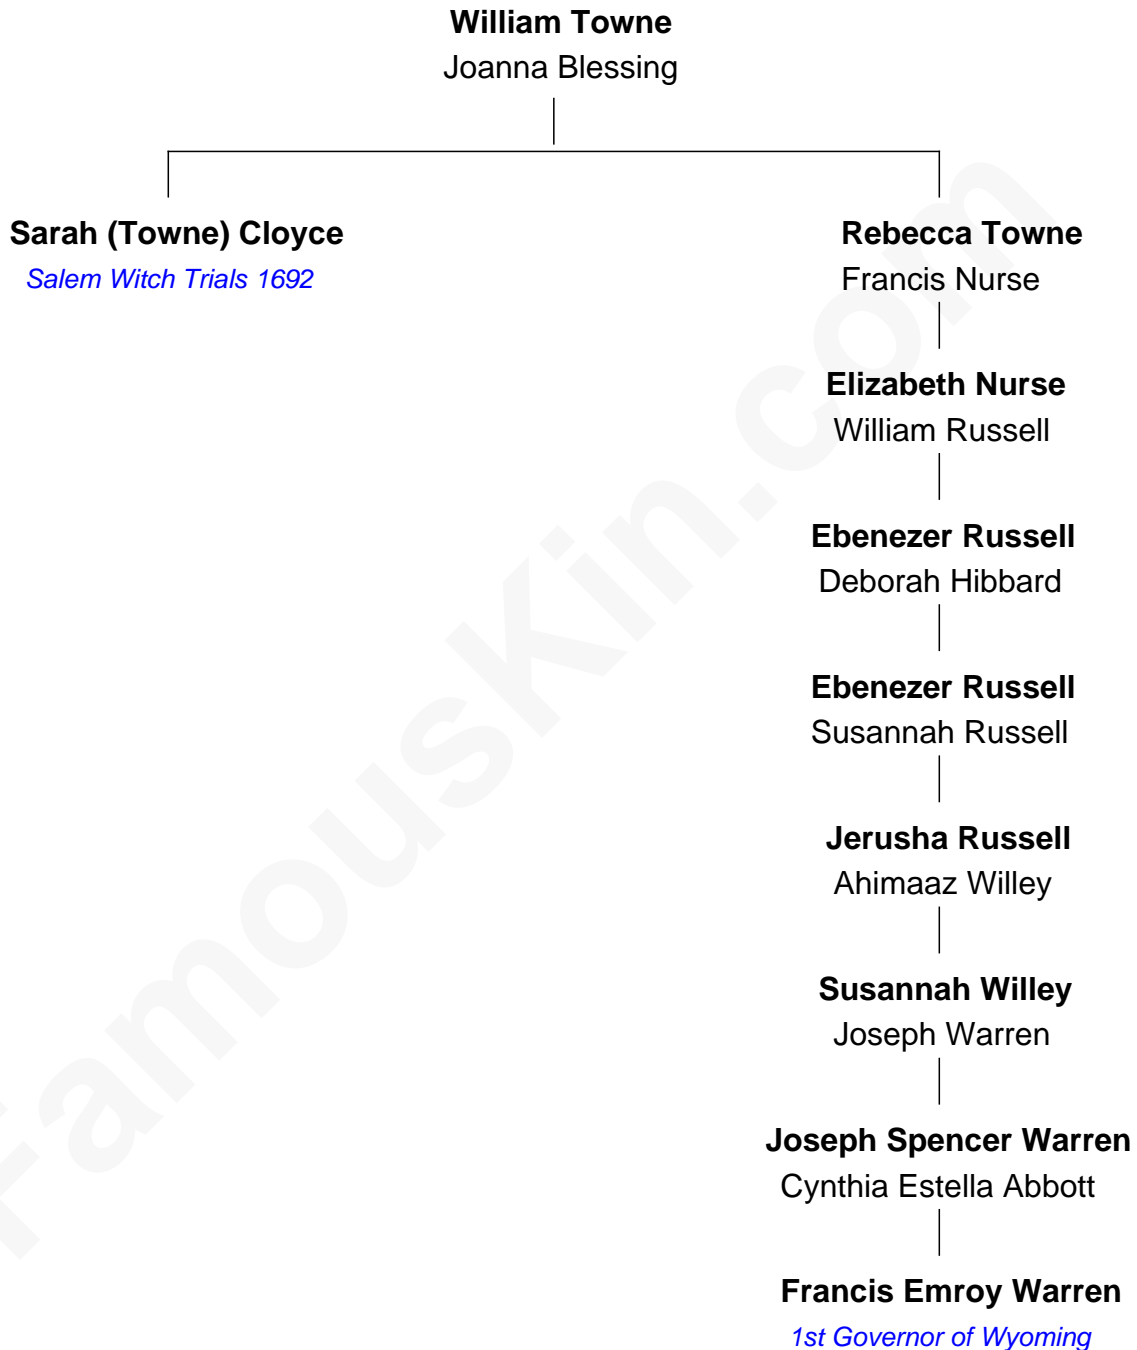 William Towne
Joanna Blessing
Sarah (Towne) Cloyce
Salem Witch Trials 1692
Rebecca Towne
Francis Nurse
Elizabeth Nurse
William Russell
Ebenezer Russell
Deborah Hibbard
Ebenezer Russell
Susannah Russell
Jerusha Russell
Ahimaaz Willey
Susannah Willey
Joseph Warren
Joseph Spencer Warren
Cynthia Estella Abbott
Francis Emroy Warren
1st Governor of Wyoming
FamousKin.com